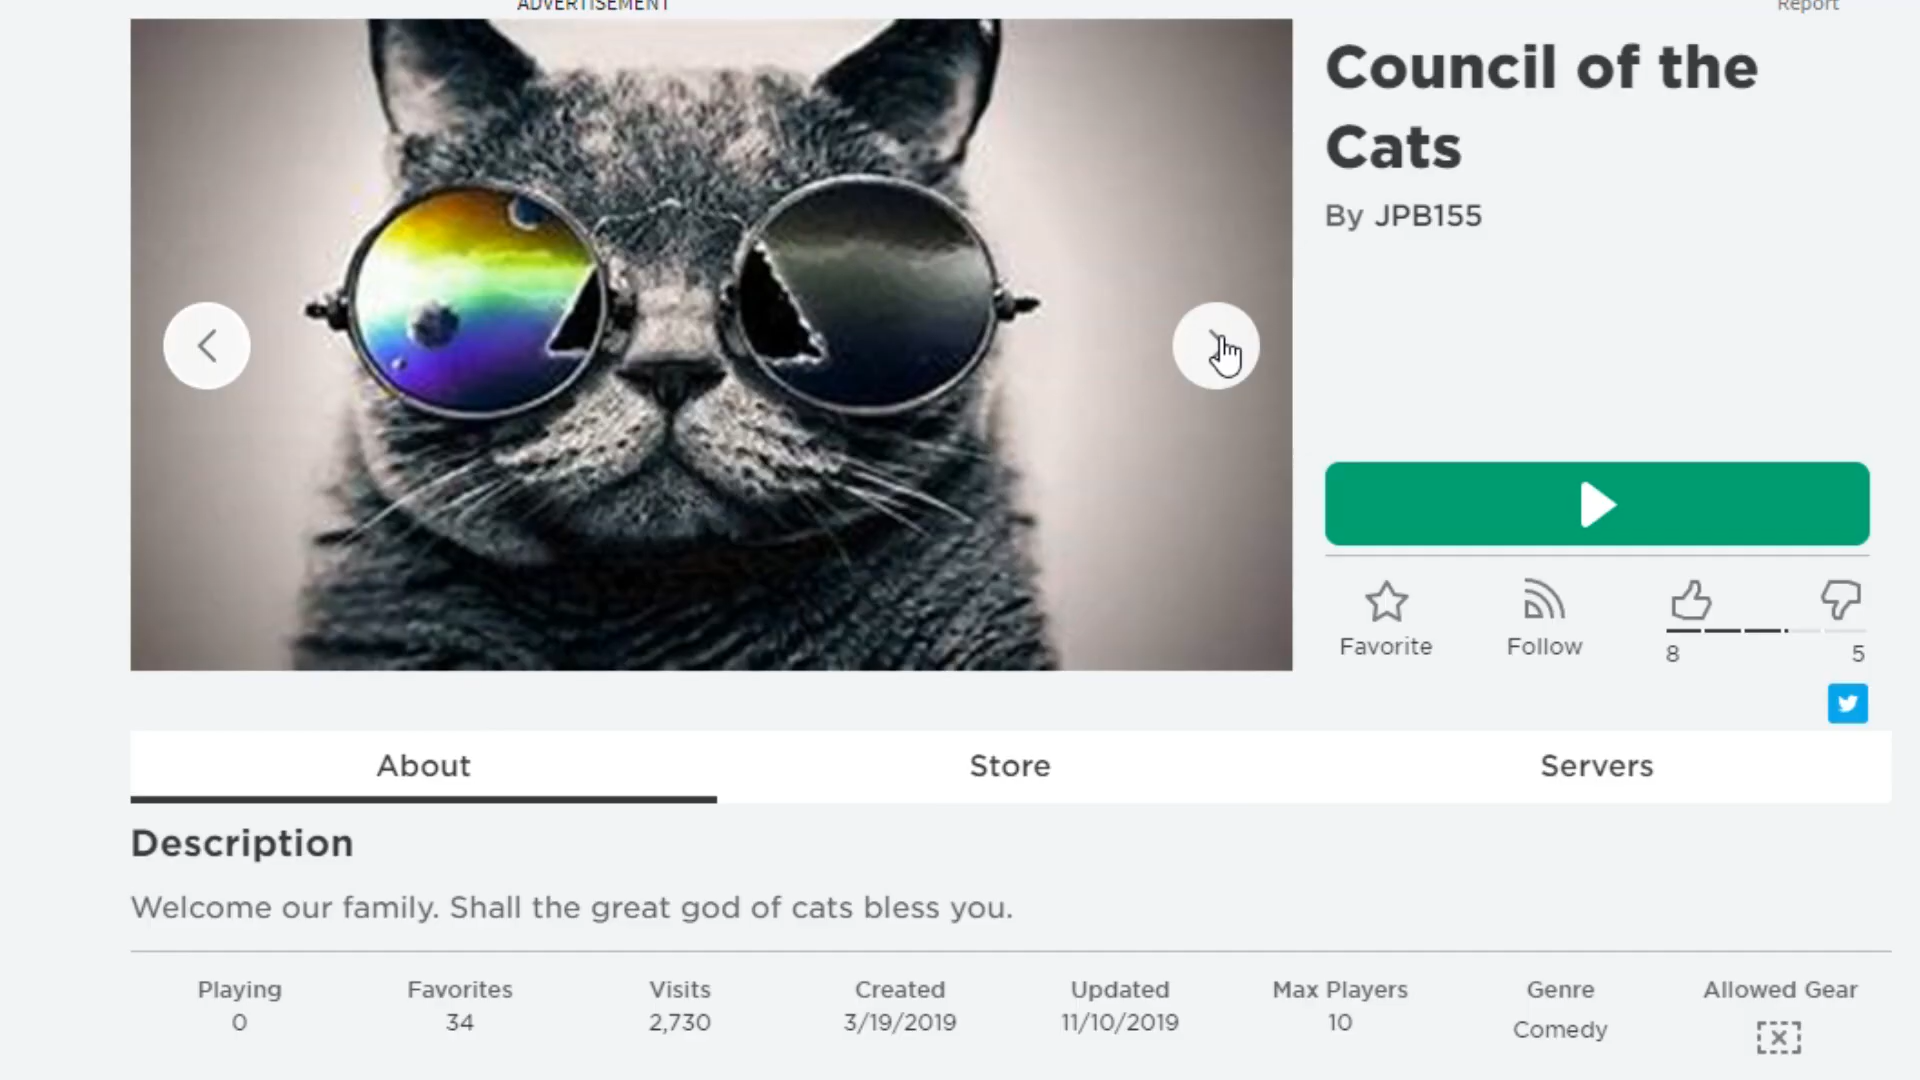 ADVERTISEMENT
Report
Council of the
Cats
By JPB155
Favorite
Follow
8
5
About
Store
Servers
Description
Welcome our family. Shall the great god of cats bless you.
Playing
Favorites
Visits
Created
Updated
Max Players
Genre
Allowed Gear
0
34
2,730
3/19/2019
11/10/2019
10
Comedy